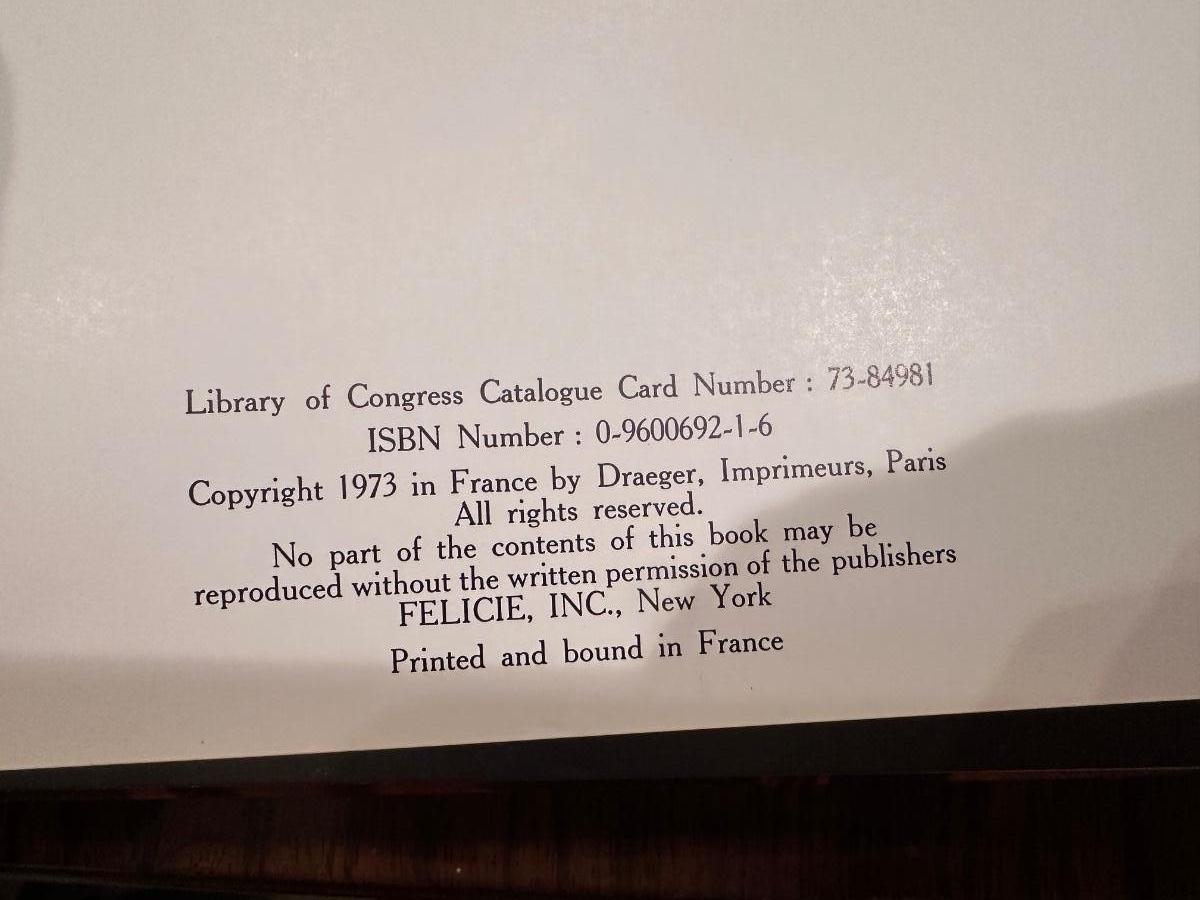 Library of Congress Catalogue Card Number : 73-84981
ISBN Number : 0-9600692-1-6
Copyright 1973 in France by Draeger, Imprimeurs, Paris
All rights reserved.
No part of the contents of this book may be
reproduced without the written permission of the publishers
FELICIE, INC., New York
Printed and bound in France